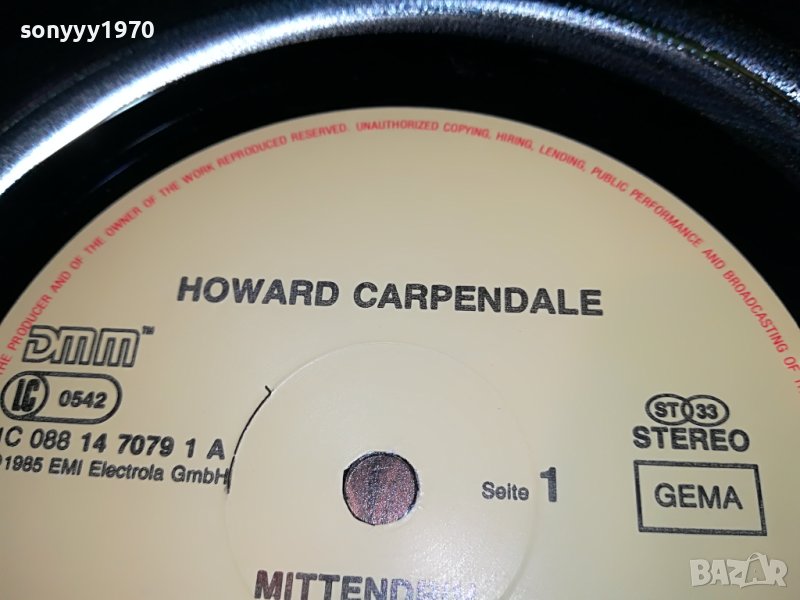 sonyyy1970
THE PRODUCER AND OF THE OWNER OF THE WORK REPRODUCED RESERVED. UNAUTHORIZED COPYING, HIRING, LENDING, PUBLIC PERFORMANCE AND BROADCASTING OF
HOWARD CARPENDALE
DMM™
LC 0542
1C 088 14 7079 1 A
1985 EMI Electrola GmbH
Seite 1
ST 33
STEREO
GEMA
BAZAR